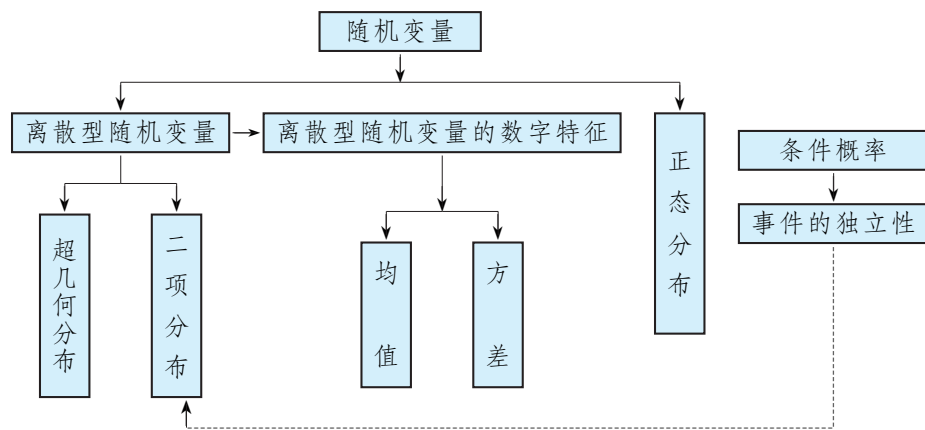 随机变量
离散型随机变量
离散型随机变量的数字特征
正态分布
条件概率
事件的独立性
超几何分布
二项分布
均值
方差